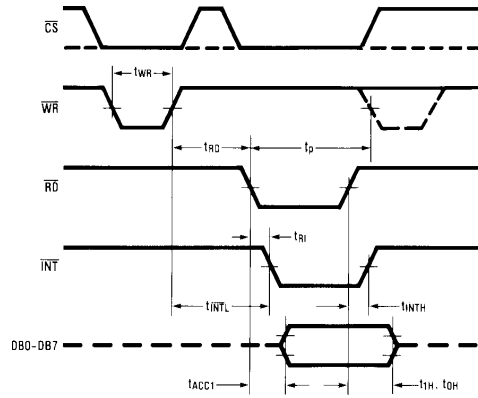 CS
tWR
WR
tRD
tP
RD
tRI
INT
tINTL
tINTH
DB0-DB7
tACC1
t1H, t0H